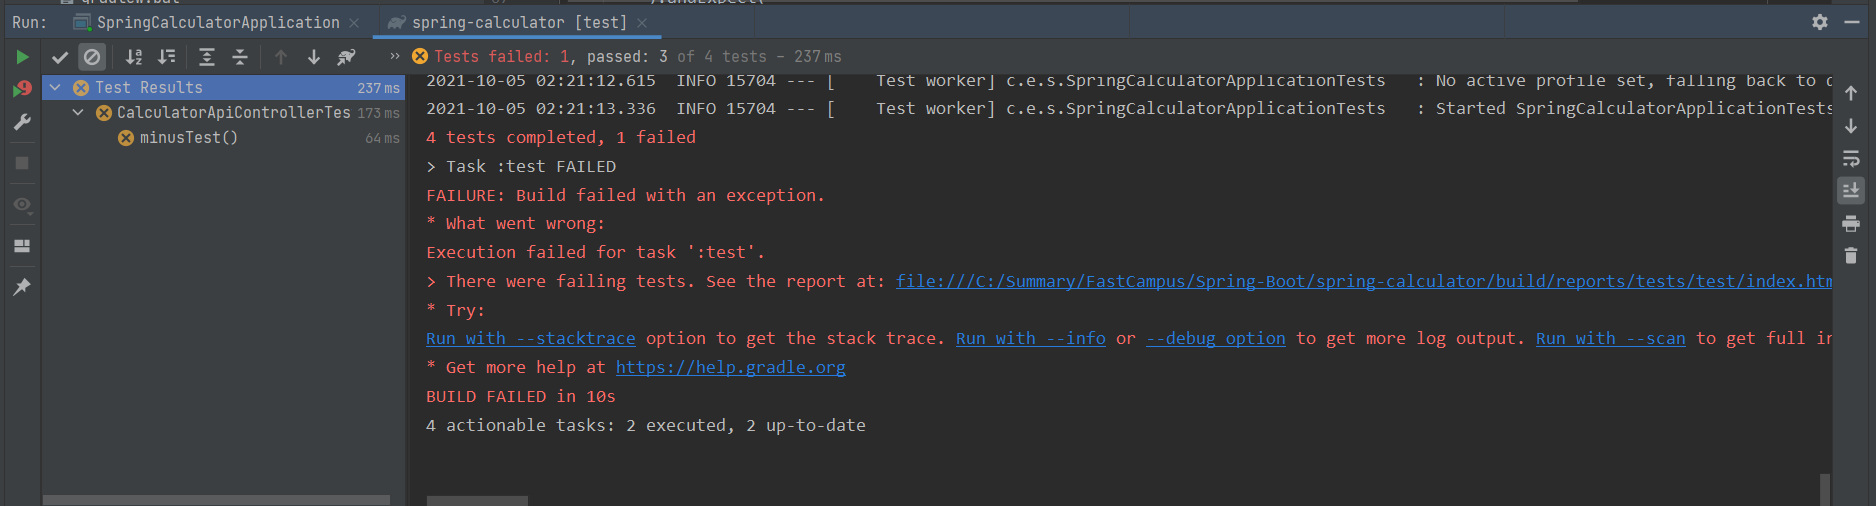 gradlew.bat
).andExpect(
Run: SpringCalculatorApplication × spring-calculator [test] ×
» Tests failed: 1, passed: 3 of 4 tests – 237 ms
Test Results 237 ms
CalculatorApiControllerTes 173 ms
minusTest() 64 ms
2021-10-05 02:21:12.615  INFO 15704 --- [    Test worker] c.e.s.SpringCalculatorApplicationTests   : No active profile set, falling back to d
2021-10-05 02:21:13.336  INFO 15704 --- [    Test worker] c.e.s.SpringCalculatorApplicationTests   : Started SpringCalculatorApplicationTests
4 tests completed, 1 failed
> Task :test FAILED
FAILURE: Build failed with an exception.
* What went wrong:
Execution failed for task ':test'.
> There were failing tests. See the report at: file:///C:/Summary/FastCampus/Spring-Boot/spring-calculator/build/reports/tests/test/index.htm
* Try:
Run with --stacktrace option to get the stack trace. Run with --info or --debug option to get more log output. Run with --scan to get full in
* Get more help at https://help.gradle.org
BUILD FAILED in 10s
4 actionable tasks: 2 executed, 2 up-to-date